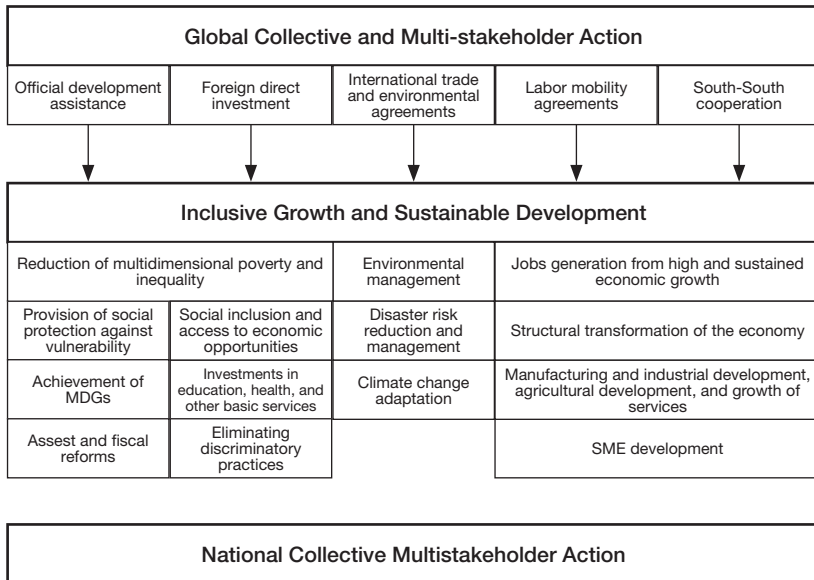 Global Collective and Multi-stakeholder Action
Official development
assistance
Foreign direct
investment
International trade
and environmental
agreements
Labor mobility
agreements
South-South
cooperation
Inclusive Growth and Sustainable Development
Reduction of multidimensional poverty and
inequality
Environmental
management
Jobs generation from high and sustained
economic growth
Provision of social
protection against
vulnerability
Social inclusion and
access to economic
opportunities
Disaster risk
reduction and
management
Structural transformation of the economy
Achievement of
MDGs
Investments in
education, health, and
other basic services
Climate change
adaptation
Manufacturing and industrial development,
agricultural development, and growth of
services
Assest and fiscal
reforms
Eliminating
discriminatory
practices
SME development
National Collective Multistakeholder Action